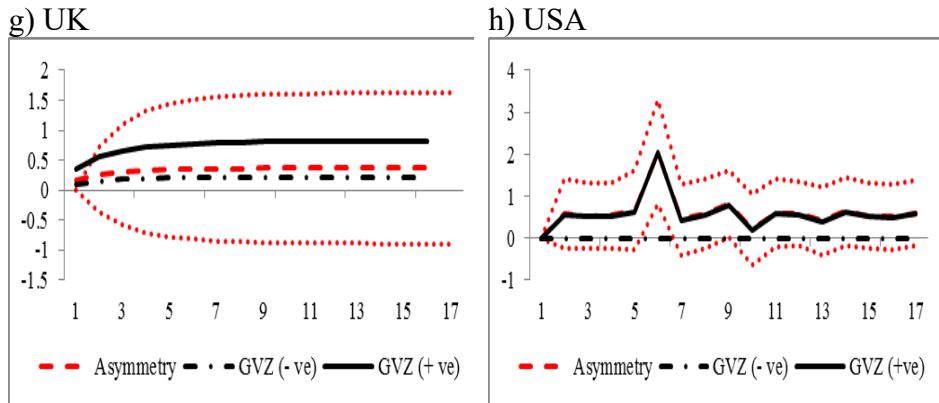 g) UK
2
1.5
1
0.5
0
-0.5
-1
-1.5
1 3 5 7 9 11 13 15 17
Asymmetry GVZ (- ve) GVZ (+ ve)
h) USA
4
3
2
1
0
-1
1 3 5 7 9 11 13 15 17
Asymmetry GVZ (- ve) GVZ (+ve)